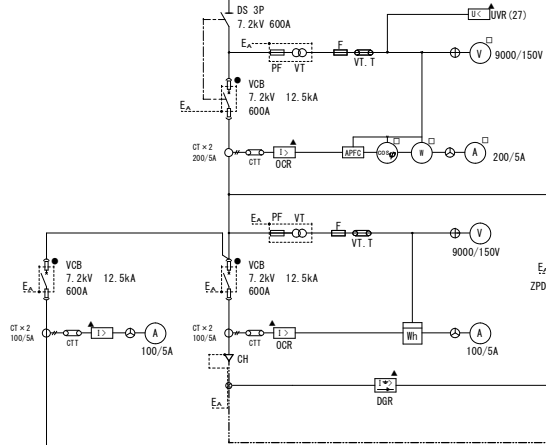 DS 3P
7.2kV 600A
U<
UVR(27)
EA
PF VT
F
VT.T
V
9000/150V
VCB
7.2kV 12.5kA
600A
EA
CT×2
200/5A
CTT
I>
OCR
APFC
COSφ
W
A
200/5A
EA
PF VT
F
VT.T
V
9000/150V
VCB
7.2kV 12.5kA
600A
EA
VCB
7.2kV 12.5kA
600A
EA
EA
ZPD
CT×2
100/5A
CTT
I>
A
100/5A
CT×2
100/5A
CTT
I>
OCR
Wh
A
100/5A
CH
EA
I
DGR